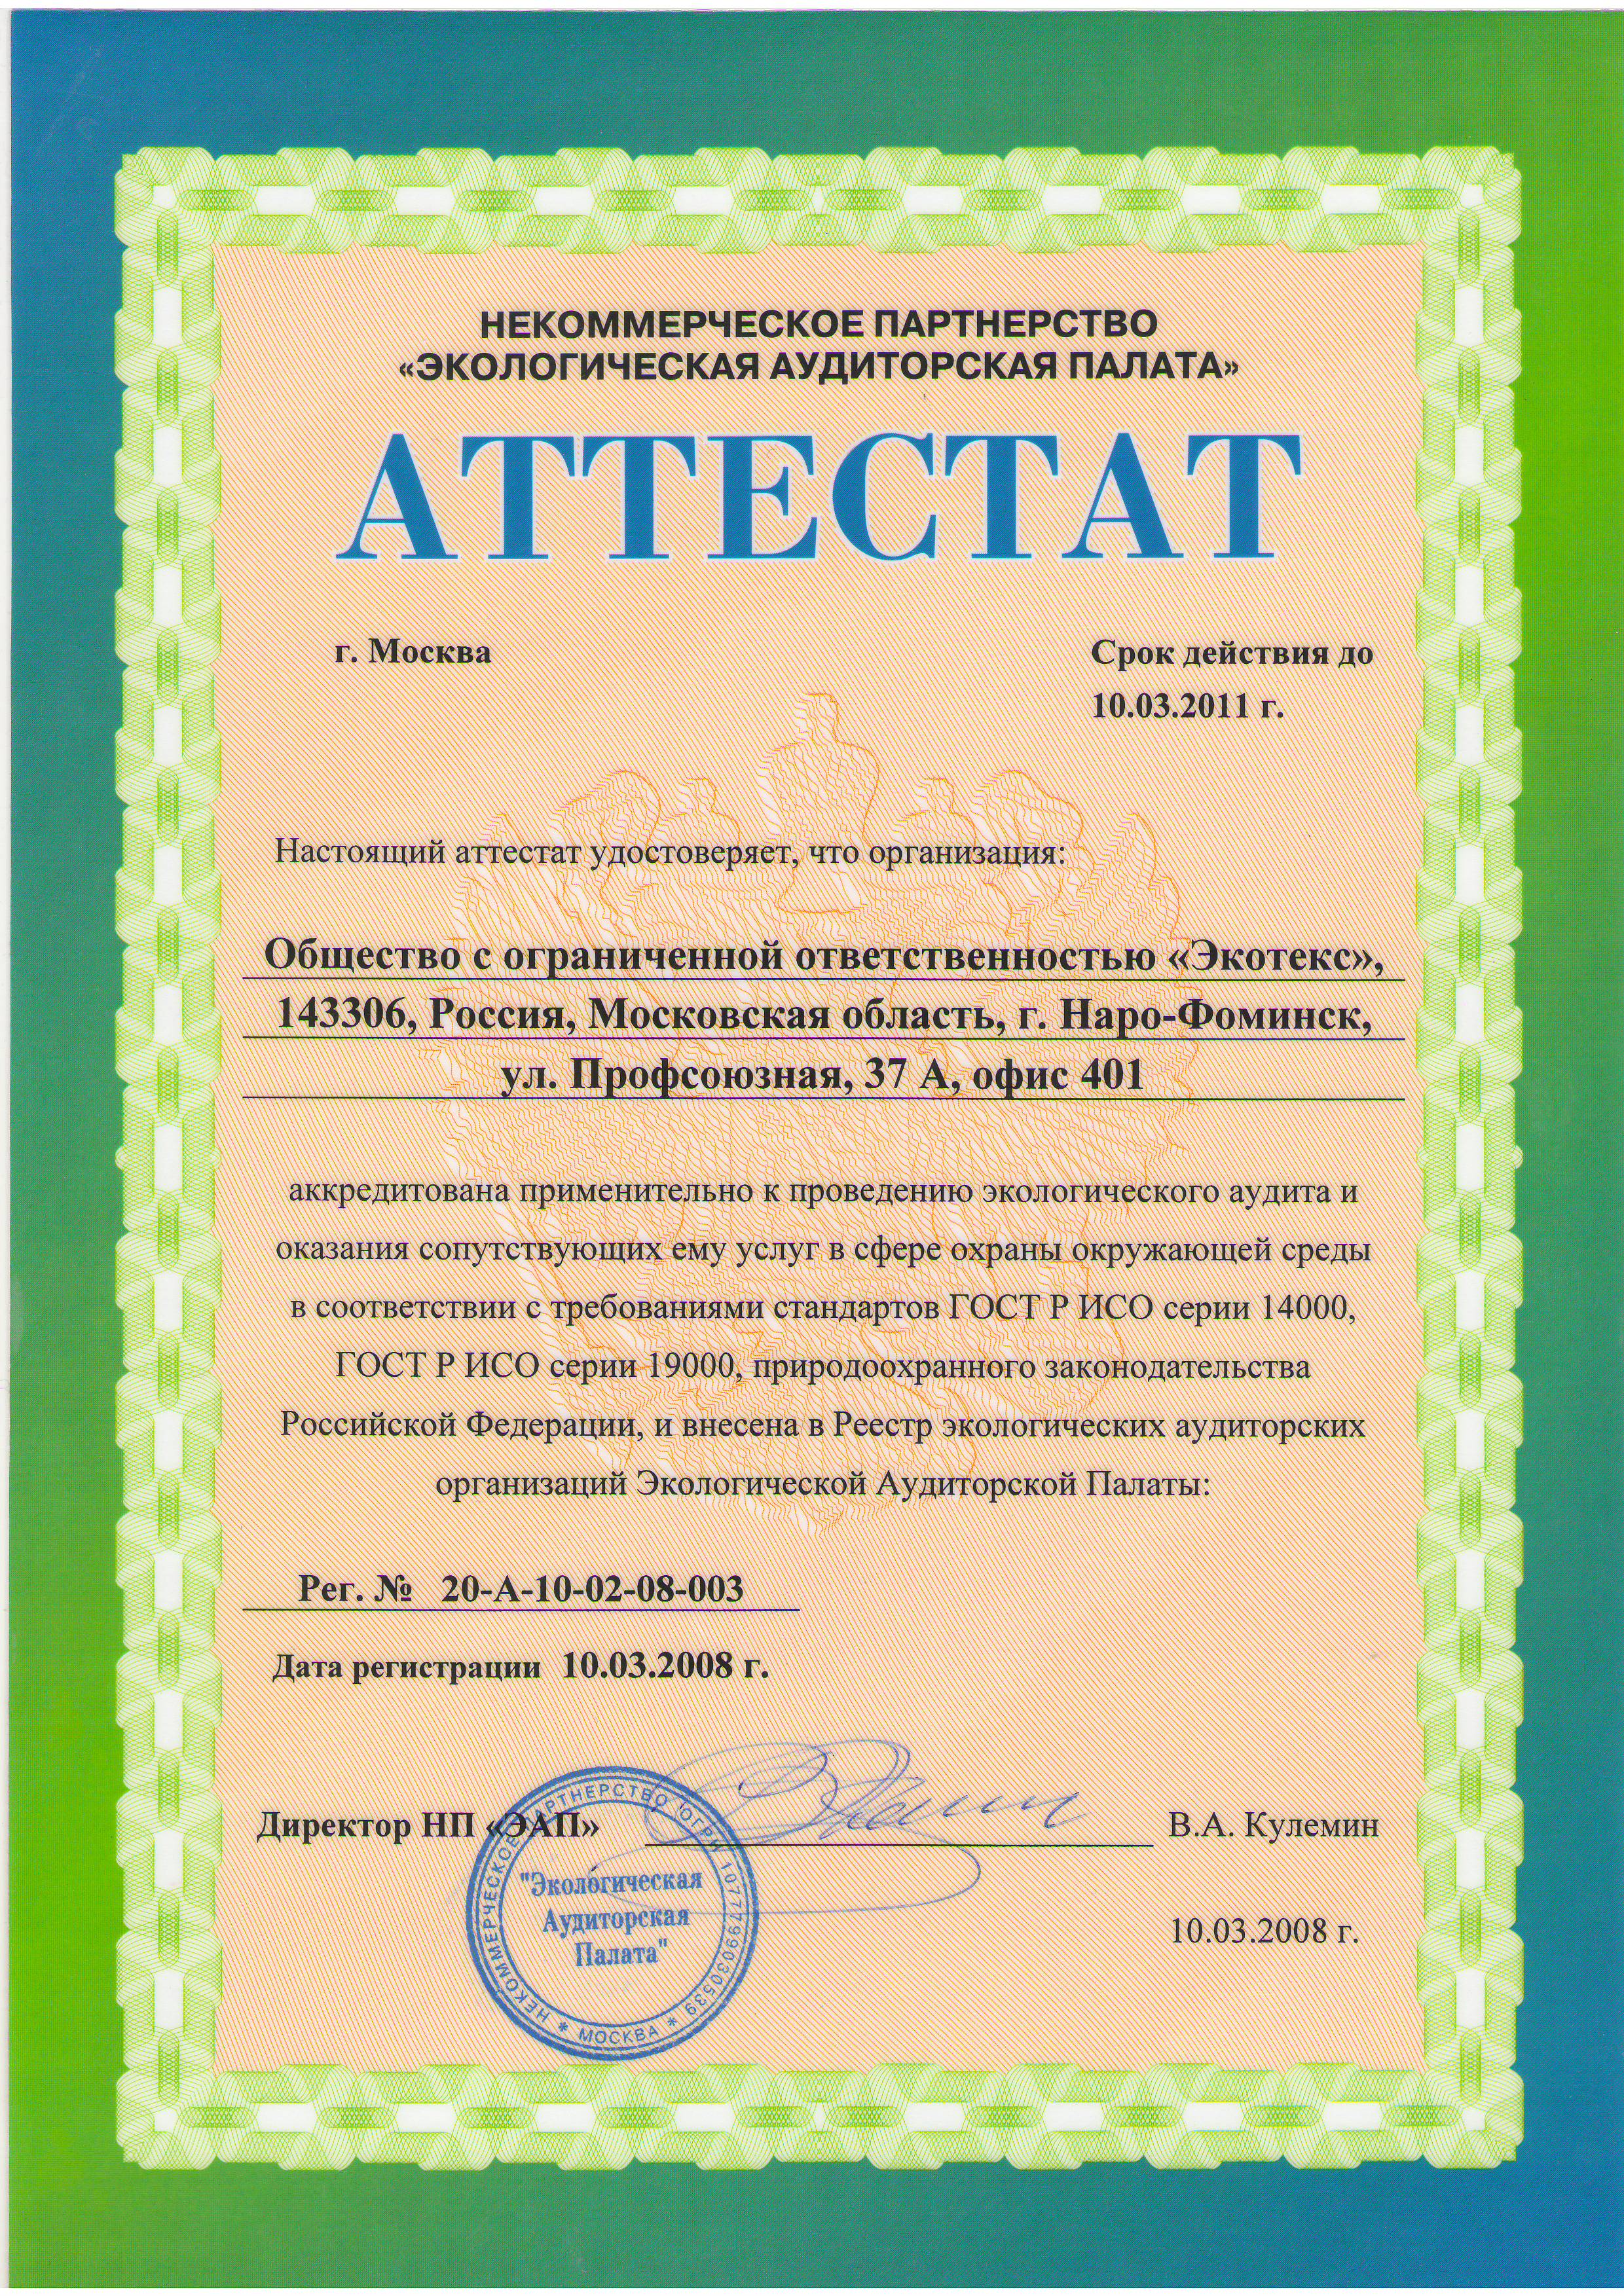 НЕКОММЕРЧЕСКОЕ ПАРТНЕРСТВО
«ЭКОЛОГИЧЕСКАЯ АУДИТОРСКАЯ ПАЛАТА»
АТТЕСТАТ
г. Москва
Срок действия до
10.03.2011 г.
Настоящий аттестат удостоверяет, что организация:
Общество с ограниченной ответственностью «Экотекс»,
143306, Россия, Московская область, г. Наро-Фоминск,
ул. Профсоюзная, 37 А, офис 401
аккредитована применительно к проведению экологического аудита и
оказания сопутствующих ему услуг в сфере охраны окружающей среды
в соответствии с требованиями стандартов ГОСТ Р ИСО серии 14000,
ГОСТ Р ИСО серии 19000, природоохранного законодательства
Российской Федерации, и внесена в Реестр экологических аудиторских
организаций Экологической Аудиторской Палаты:
Рег. № 20-А-10-02-08-003
Дата регистрации 10.03.2008 г.
Директор НП «ЭАП»
В.А. Кулемин
10.03.2008 г.
НЕКОММЕРЧЕСКОЕ ПАРТНЕРСТВО ОГРН 1077799030539
* МОСКВА *
"Экологическая
Аудиторская
Палата"